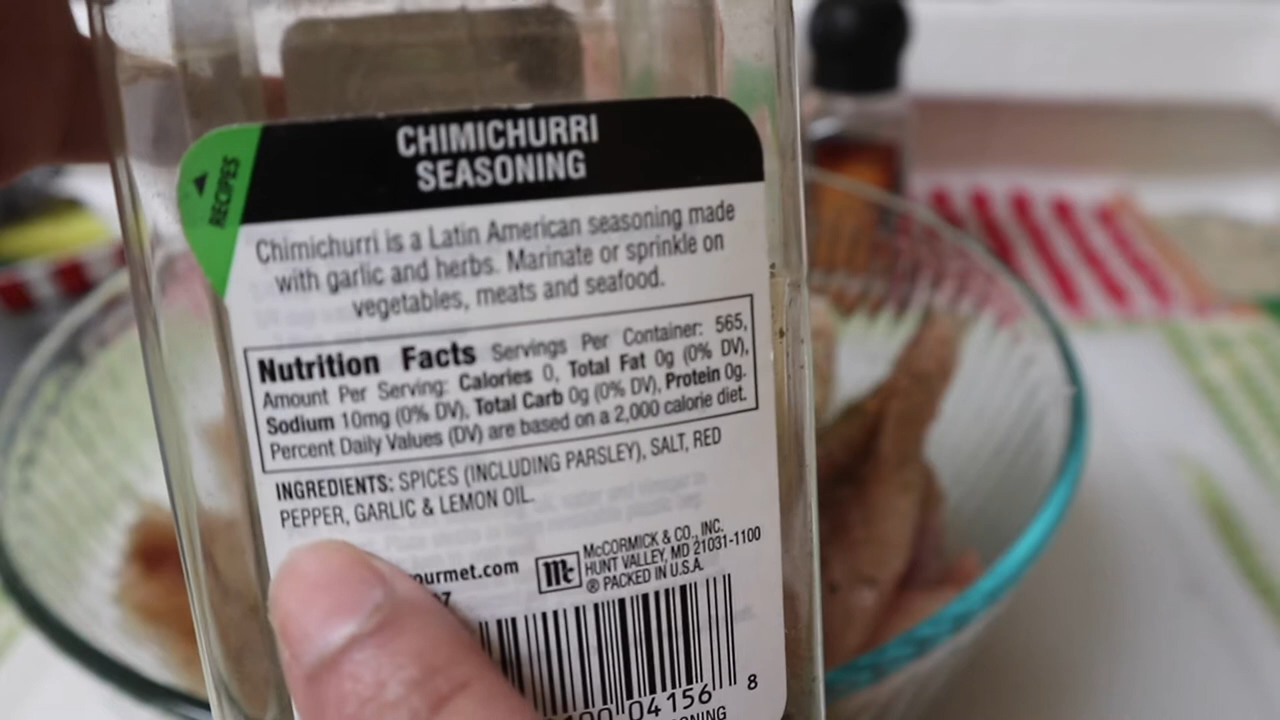 RECIPES
CHIMICHURRI
SEASONING
Chimichurri is a Latin American seasoning made
with garlic and herbs. Marinate or sprinkle on
vegetables, meats and seafood.
Nutrition Facts Servings Per Container: 565,
Amount Per Serving: Calories 0, Total Fat 0g (0% DV),
Sodium 10mg (0% DV), Total Carb 0g (0% DV), Protein 0g.
Percent Daily Values (DV) are based on a 2,000 calorie diet.
INGREDIENTS: SPICES (INCLUDING PARSLEY), SALT, RED
PEPPER, GARLIC & LEMON OIL.
ourmet.com
Mc
McCORMICK & CO., INC.
HUNT VALLEY, MD 21031-1100
® PACKED IN U.S.A.
04156 8